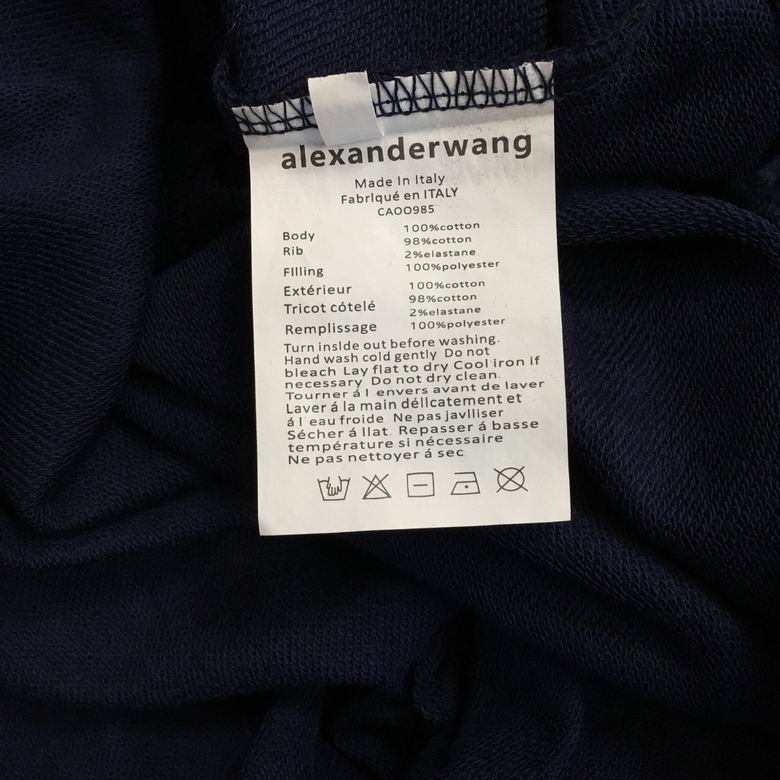 alexanderwang
Made In Italy
Fabriqué en ITALY
CAOO985
Body 100%cotton
Rib 98%cotton
2%elastane
FIlling 100%polyester
Extérieur 100%cotton
Tricot côtelé 98%cotton
2%elastane
Remplissage 100%polyester
Turn insIde out before washing.
Hand wash cold gently Do not
bleach Lay flat to dry Cool iron if
necessary Do not dry clean.
Tourner á l envers avant de laver
Laver á la main délIcatement et
á l'eau froide Ne pas javIliser
Sécher á llat. Repasser á basse
température si nécessaire
Ne pas nettoyer á sec